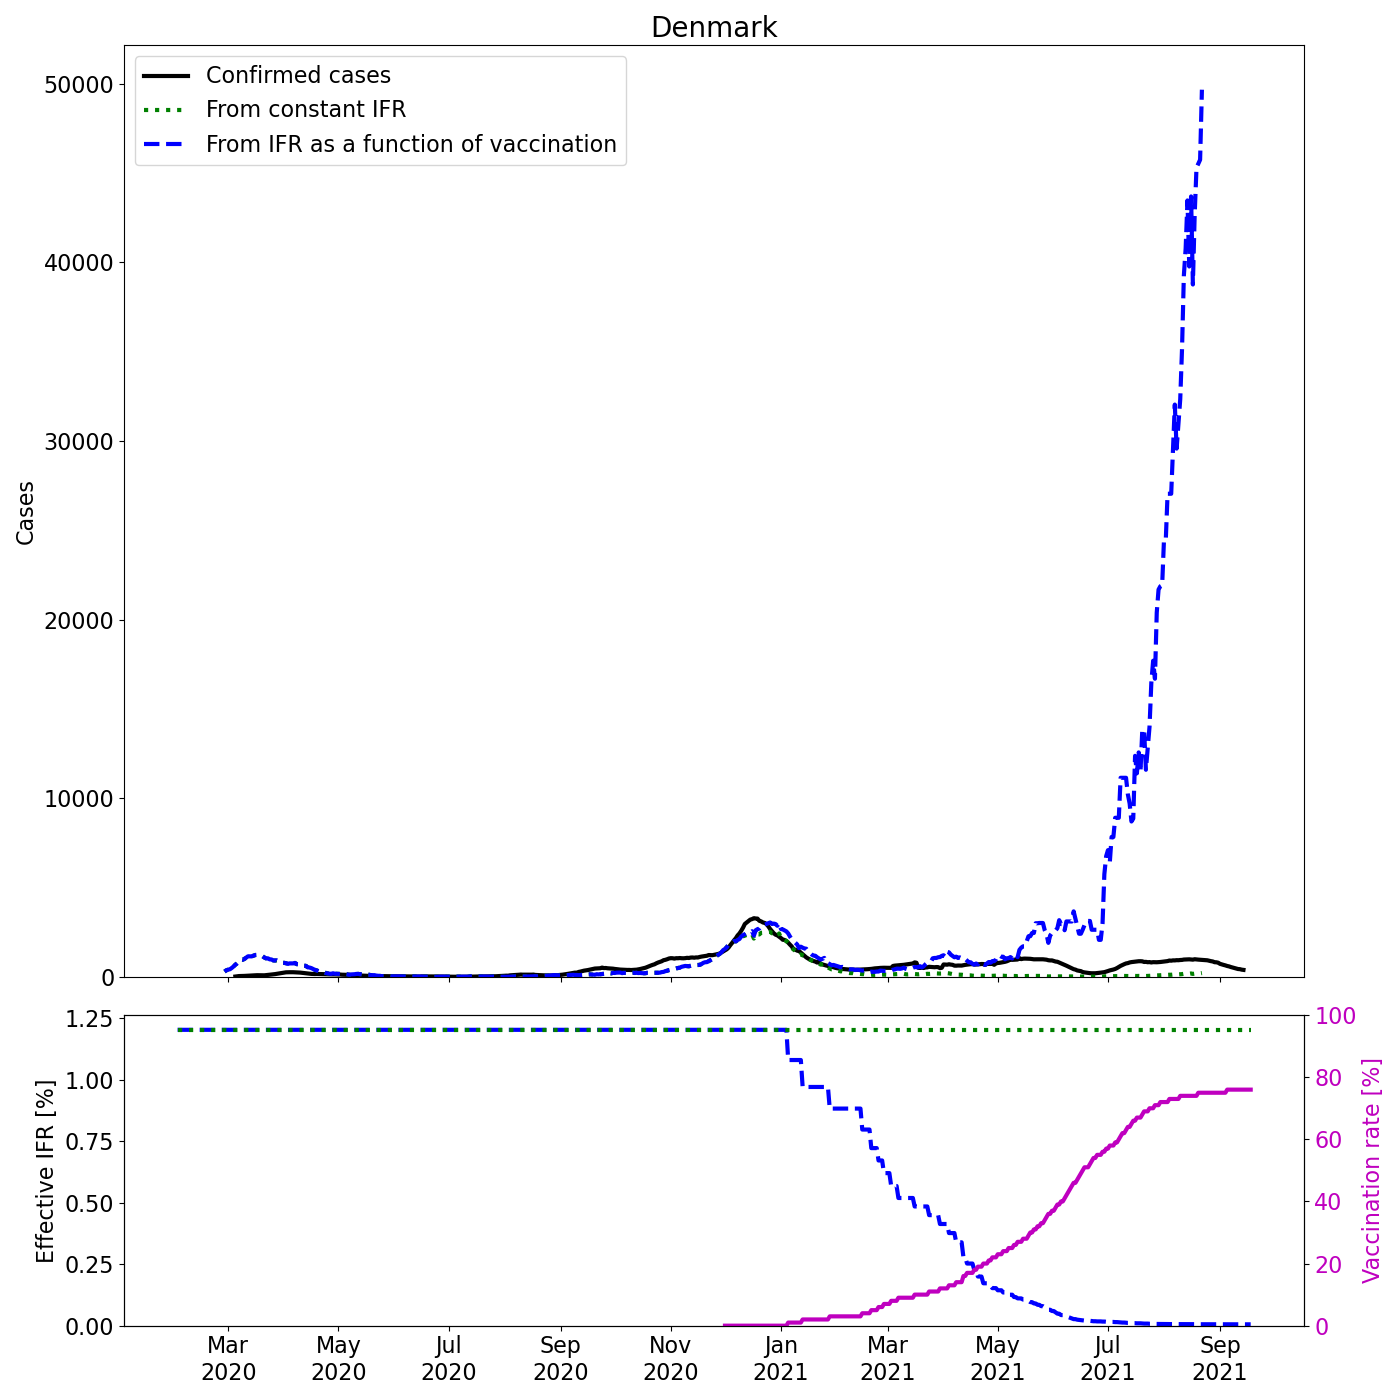 Denmark
Confirmed cases
From constant IFR
From IFR as a function of vaccination
50000
40000
30000
20000
10000
0
Cases
1.25
1.00
0.75
0.50
0.25
0.00
Effective IFR [%]
100
80
60
40
20
0
Vaccination rate [%]
Mar May Jul Sep Nov Jan Mar May Jul Sep
2020 2020 2020 2020 2020 2021 2021 2021 2021 2021